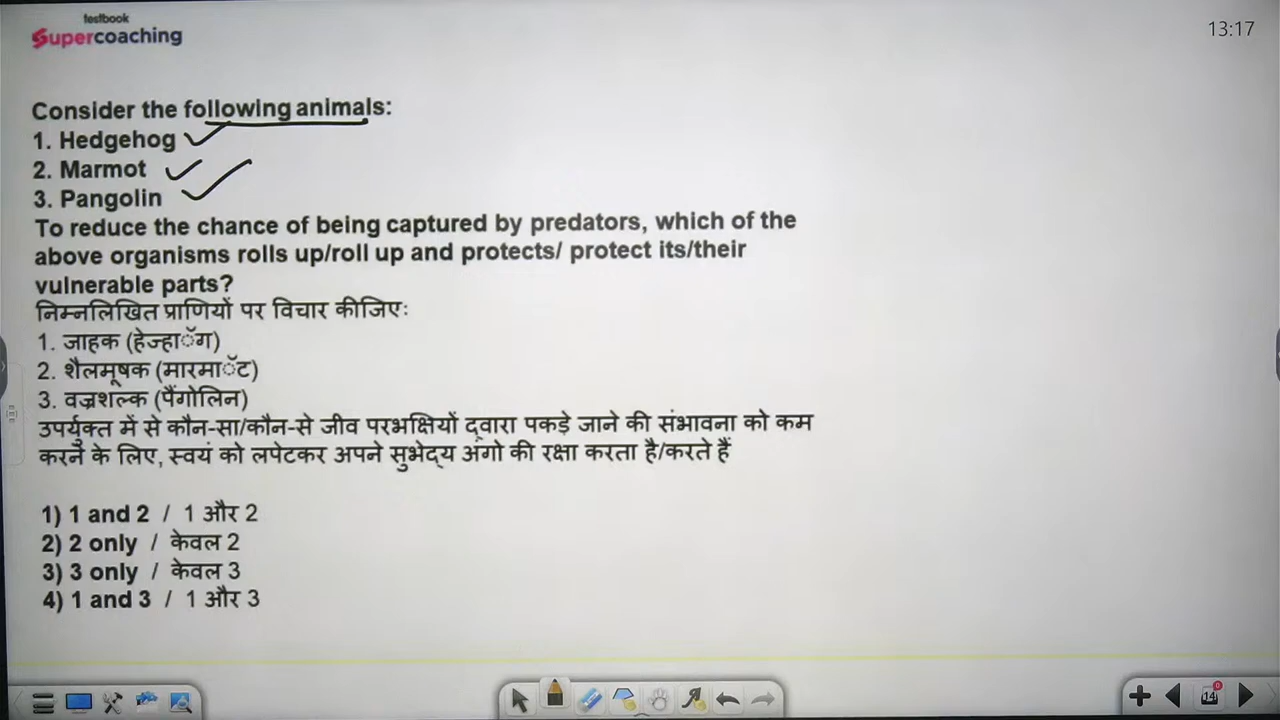 testbook
Supercoaching
13:17
Consider the following animals:
1. Hedgehog
2. Marmot
3. Pangolin
To reduce the chance of being captured by predators, which of the
above organisms rolls up/roll up and protects/ protect its/their
vulnerable parts?
निम्नलिखित प्राणियों पर विचार कीजिएः
1. जाहक (हेज्हाॅग)
2. शैलमूषक (मारमाॅट)
3. वज्रशल्क (पैंगोलिन)
उपर्युक्त में से कौन-सा/कौन-से जीव परभक्षियों द्वारा पकड़े जाने की संभावना को कम
करने के लिए, स्वयं को लपेटकर अपने सुभेद्य अंगो की रक्षा करता है/करते हैं
1) 1 and 2 / 1 और 2
2) 2 only / केवल 2
3) 3 only / केवल 3
4) 1 and 3 / 1 और 3
14